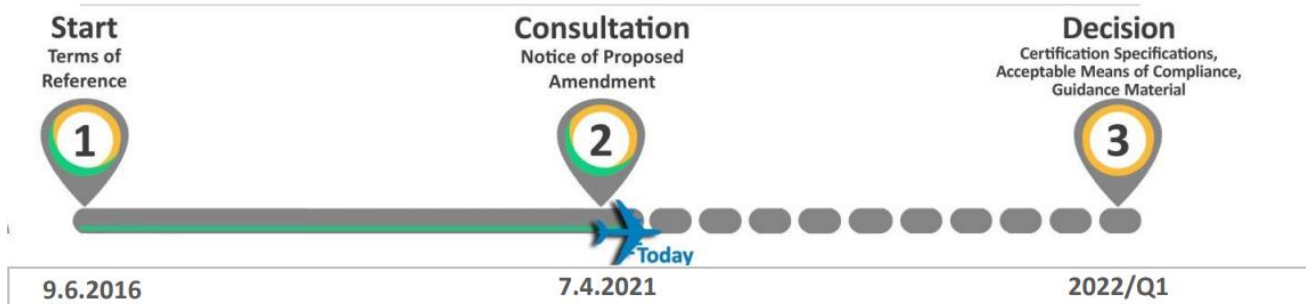 Start
Terms of
Reference
1
Consultation
Notice of Proposed
Amendment
2
Decision
Certification Specifications,
Acceptable Means of Compliance,
Guidance Material
3
Today
9.6.2016
7.4.2021
2022/Q1